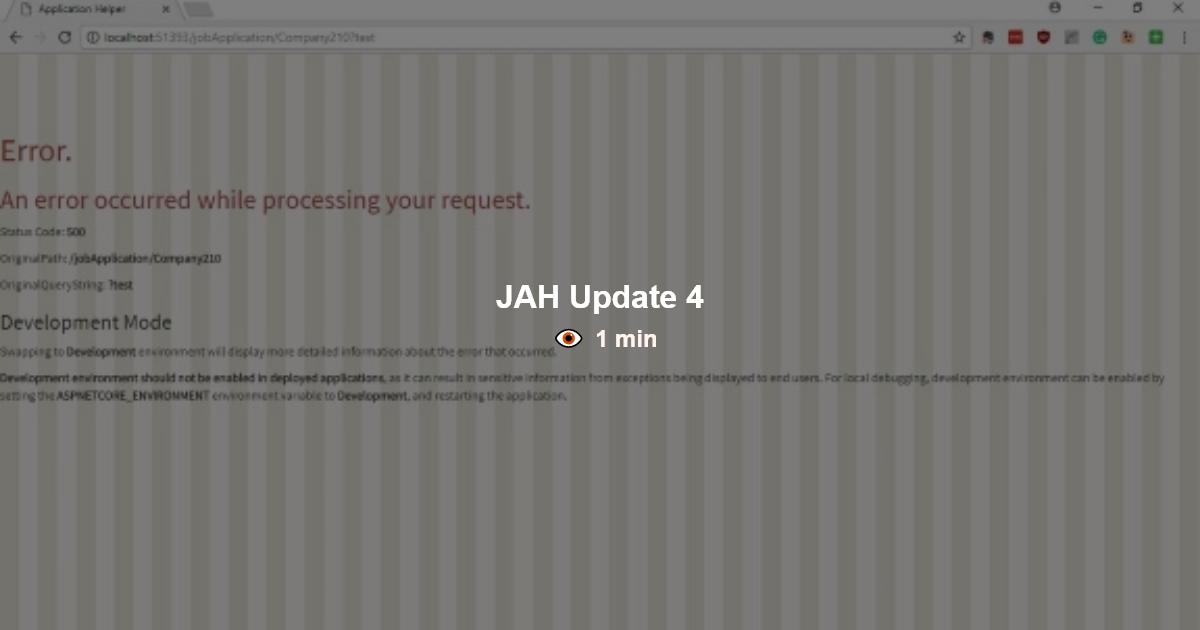 Application Helper
localhost:51393/jobApplication/Company210?test
Error.
An error occurred while processing your request.
Status Code: 500
OriginalPath: /jobApplication/Company210
OriginalQueryString: ?test
JAH Update 4
1 min
Development Mode
Swapping to Development environment will display more detailed information about the error that occurred.
Development environment should not be enabled in deployed applications, as it can result in sensitive information from exceptions being displayed to end users. For local debugging, development environment can be enabled by
setting the ASPNETCORE_ENVIRONMENT environment variable to Development, and restarting the application.